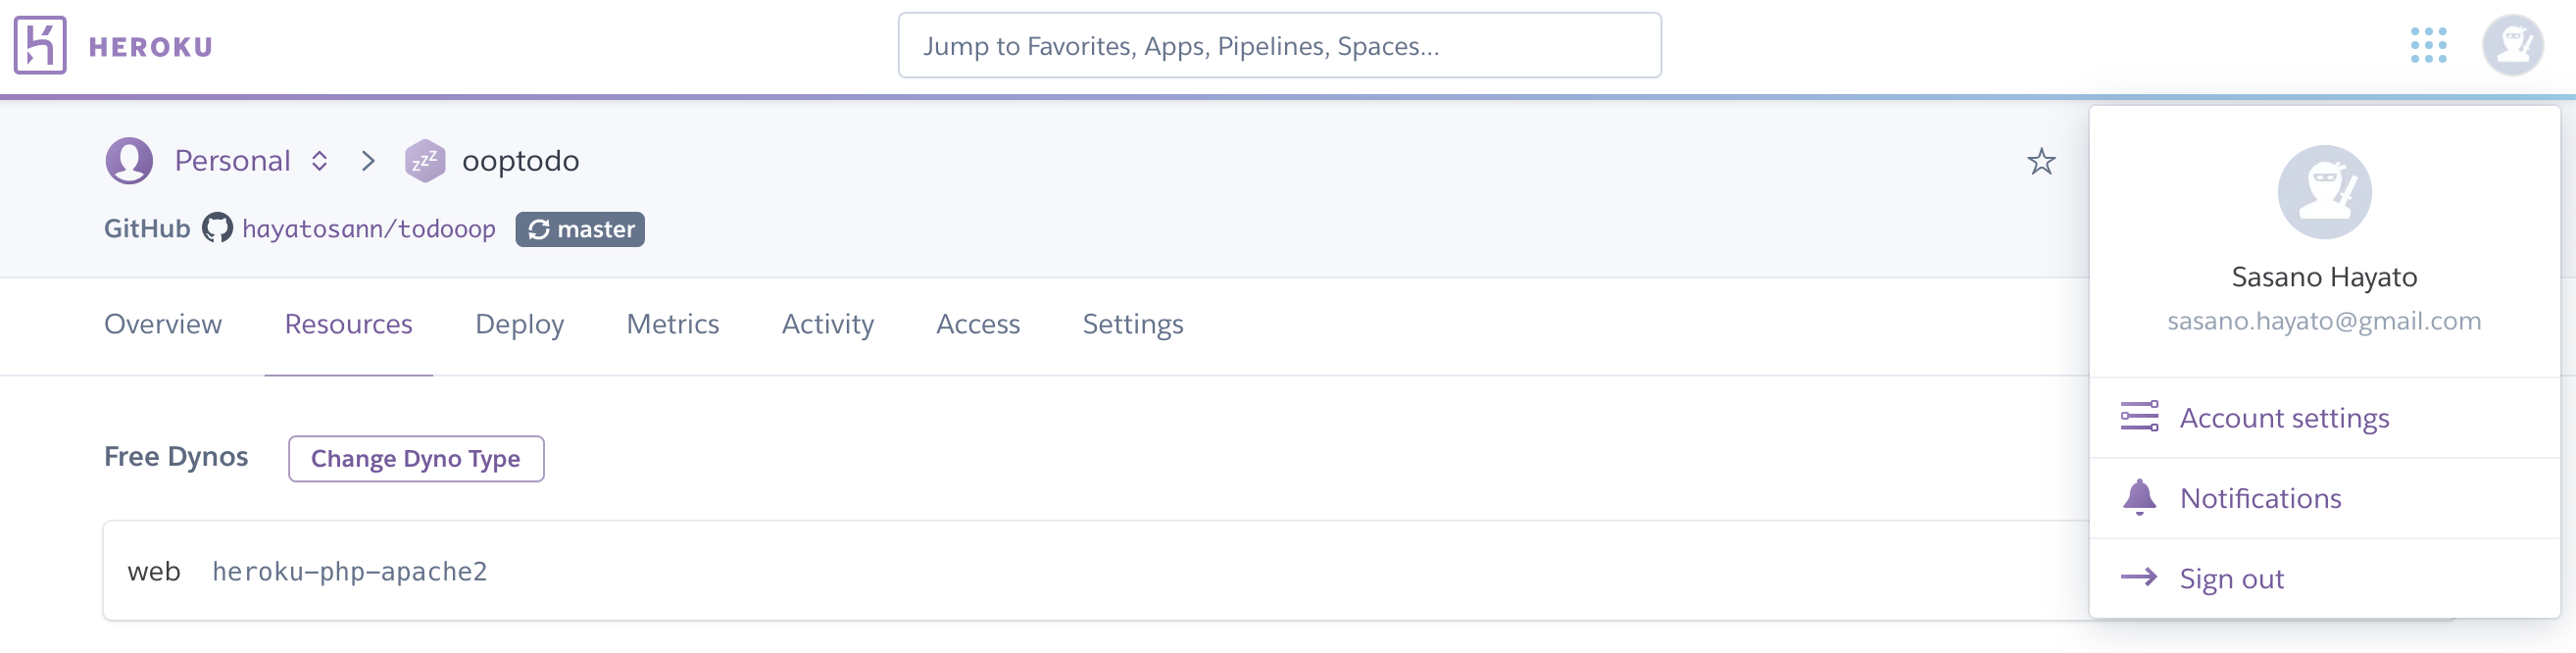 HEROKU
Jump to Favorites, Apps, Pipelines, Spaces...
Personal > zzz ooptodo
GitHub hayatosann/todooop master
Overview Resources Deploy Metrics Activity Access Settings
Free Dynos Change Dyno Type
web heroku-php-apache2
Sasano Hayato
sasano.hayato@gmail.com
Account settings
Notifications
Sign out